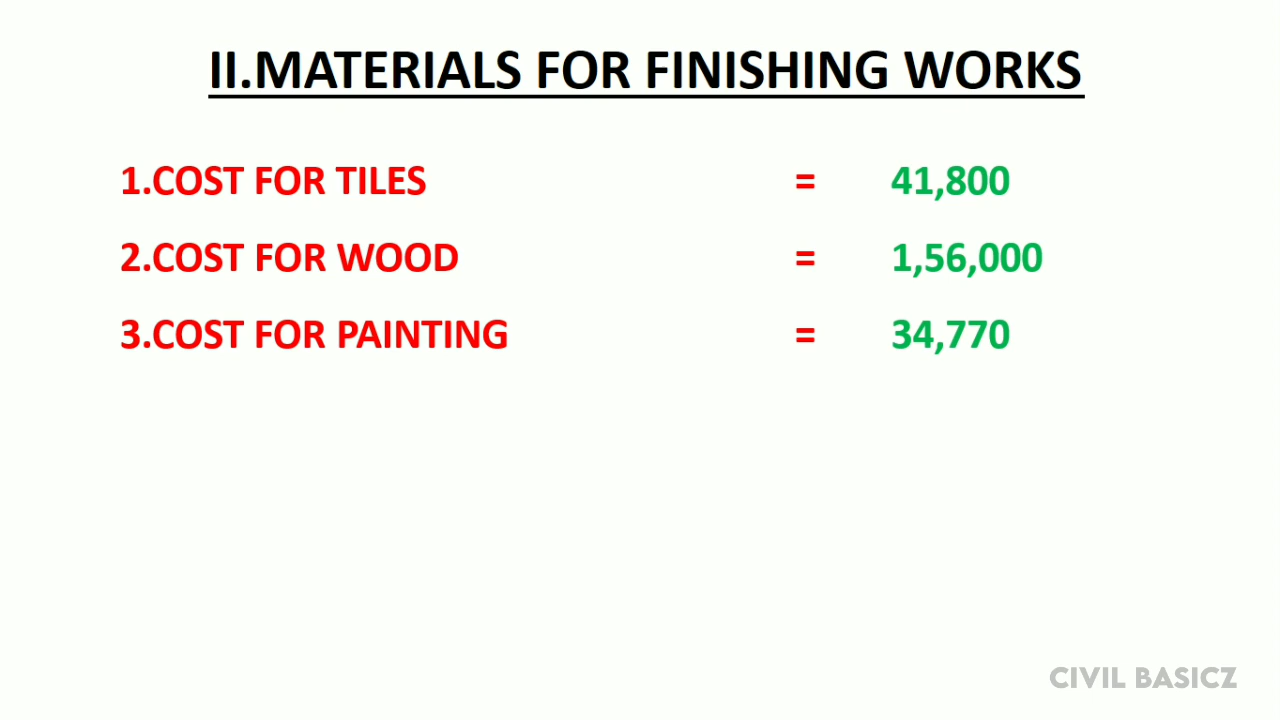 II.MATERIALS FOR FINISHING WORKS
1.COST FOR TILES = 41,800
2.COST FOR WOOD = 1,56,000
3.COST FOR PAINTING = 34,770
CIVIL BASICZ